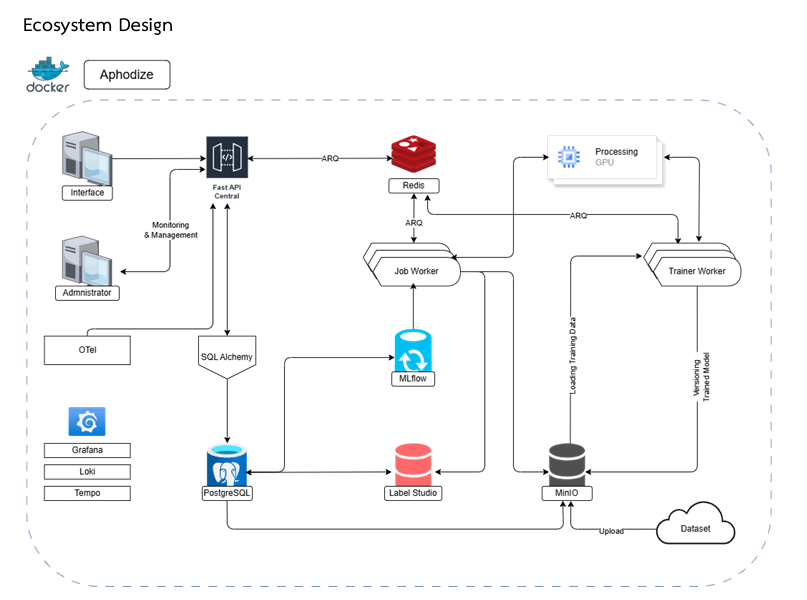 Ecosystem Design
docker
Aphodize
Interface
Fast API
Central
ARQ
Redis
Processing
GPU
Monitoring
& Management
ARQ
ARQ
Admnistrator
Job Worker
Trainer Worker
OTel
SQL Alchemy
MLflow
Loading Training Data
Versioning
Trained Model
Grafana
Loki
Tempo
PostgreSQL
Label Studio
MinIO
Upload
Dataset